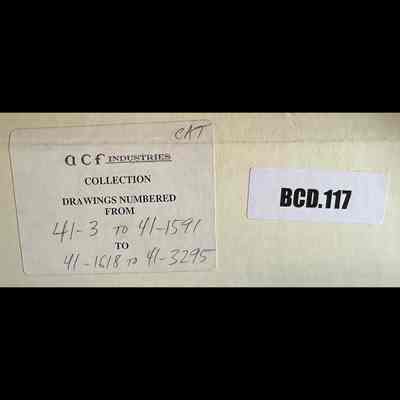 CAT
acf INDUSTRIES
COLLECTION
DRAWINGS NUMBERED
FROM
41-3 TO 41-1591
TO
41-1618 TO 41-3295
BCD.117